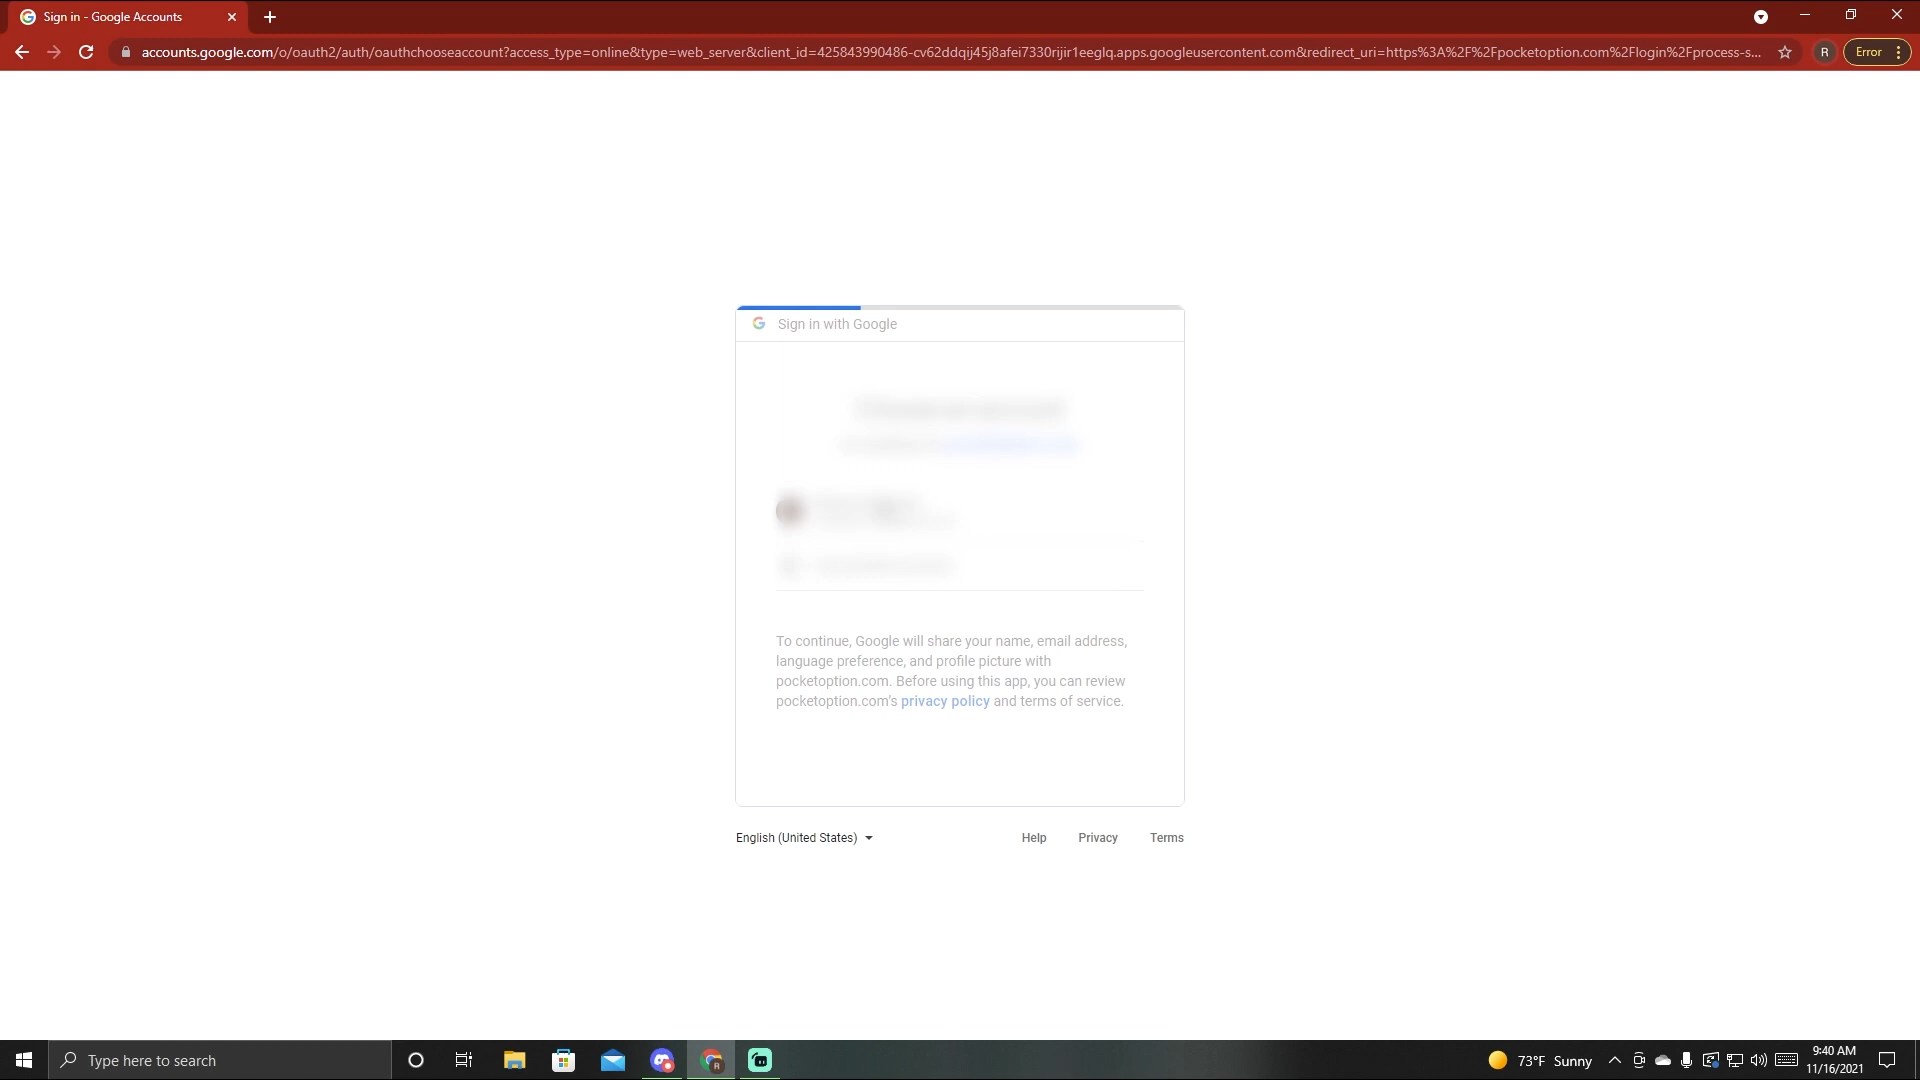 Sign in - Google Accounts
accounts.google.com/o/oauth2/auth/oauthchooseaccount?access_type=online&type=web_server&client_id=425843990486-cv62ddqij45j8afei7330rijir1eeglq.apps.googleusercontent.com&redirect_uri=https%3A%2F%2Fpocketoption.com%2Flogin%2Fprocess-s...
R
Error
Sign in with Google
To continue, Google will share your name, email address,
language preference, and profile picture with
pocketoption.com. Before using this app, you can review
pocketoption.com's privacy policy and terms of service.
English (United States)
Help
Privacy
Terms
Type here to search
R
73°F Sunny
9:40 AM
11/16/2021